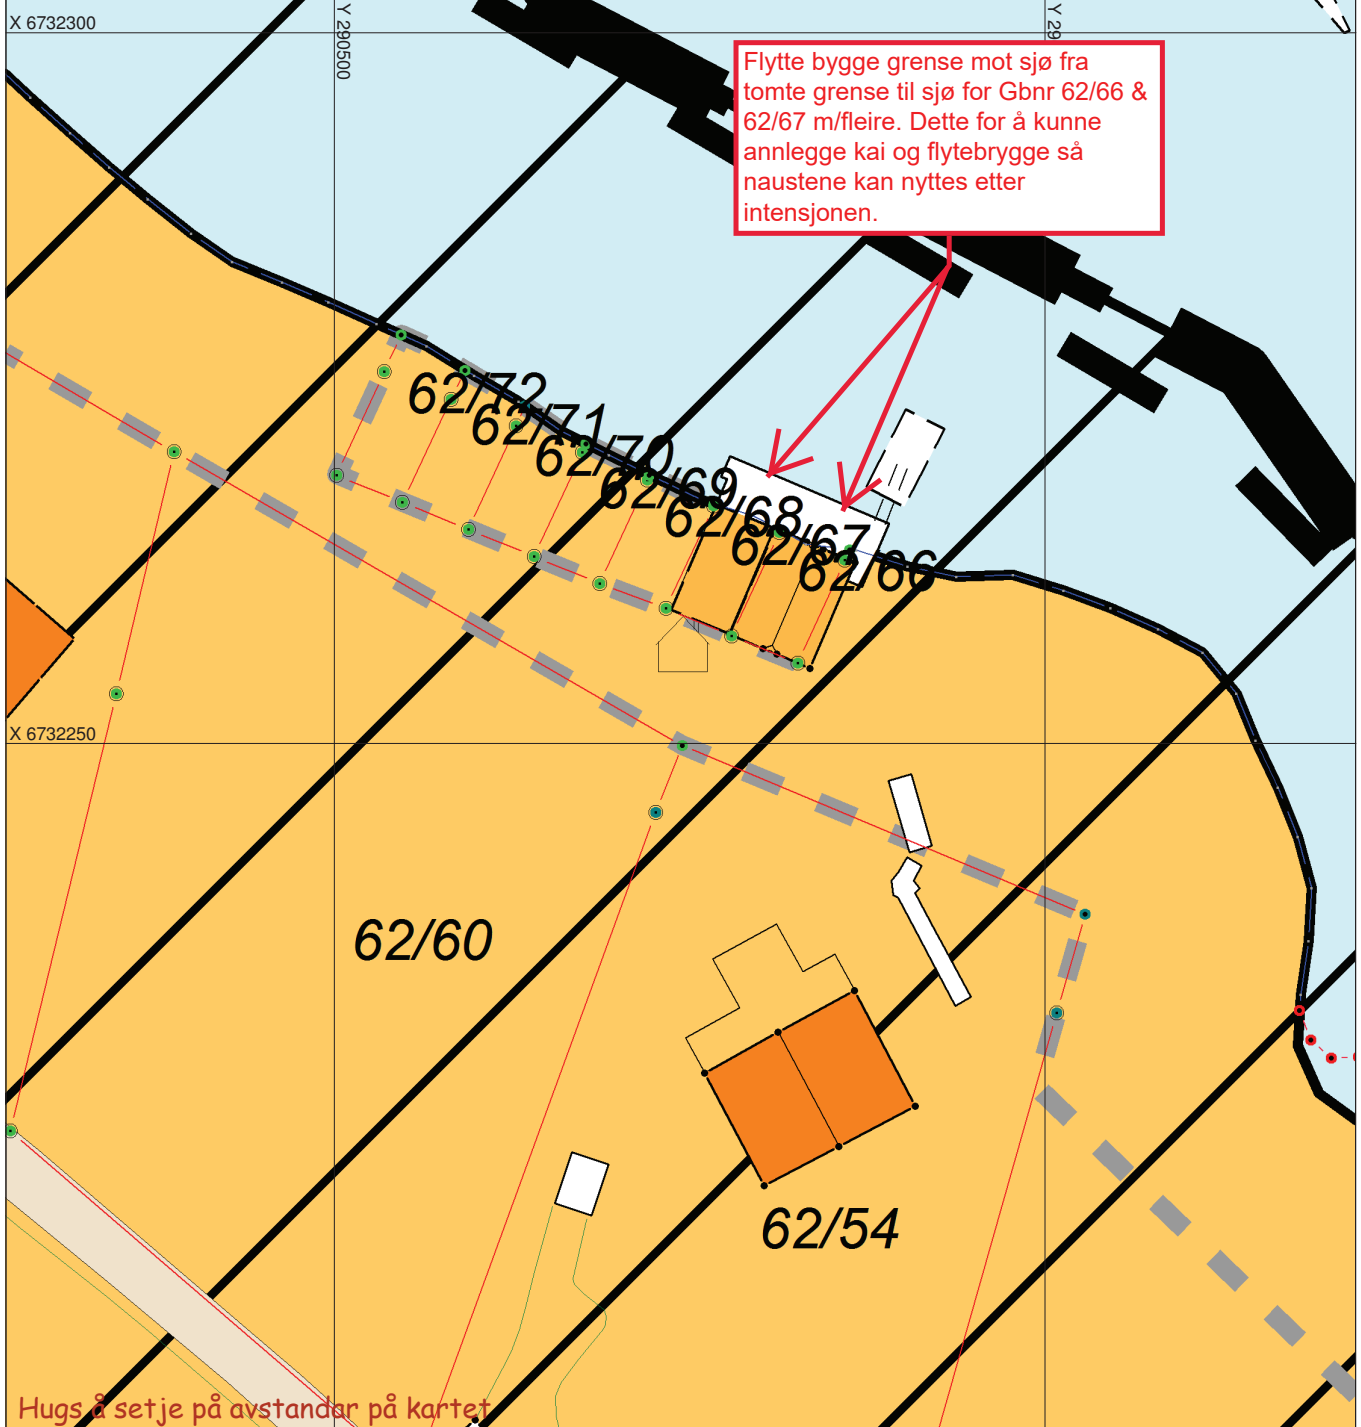 X 6732300
Y 290500
Y 29
Flytte bygge grense mot sjø fra
tomte grense til sjø for Gbnr 62/66 &
62/67 m/fleire. Dette for å kunne
annlegge kai og flytebrygge så
naustene kan nyttes etter
intensjonen.
62/72
62/71
62/70
62/69
62/68
62/67
62/66
X 6732250
62/60
62/54
Hugs å setje på avstandar på kartet